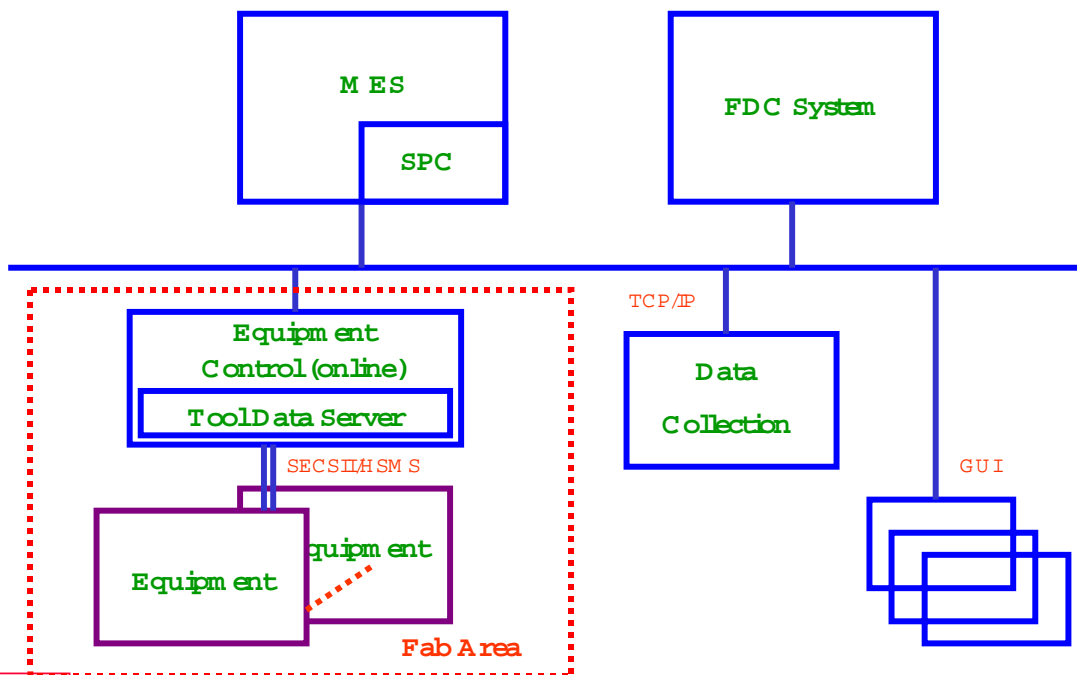 MES
SPC
FDC System
TCP/IP
Equipment
Control(online)
ToolData Server
Data
Collection
SECSII/HSMS
GUI
quipment
Equipment
Fab Area